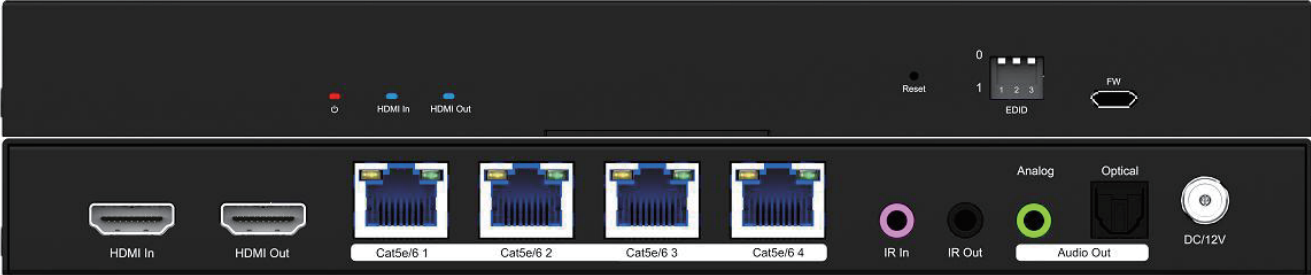 0
1
1 2 3
EDID
Reset
FW
HDMI In
HDMI Out
HDMI In
HDMI Out
Cat5e/6 1
Cat5e/6 2
Cat5e/6 3
Cat5e/6 4
IR In
IR Out
Analog
Optical
Audio Out
DC/12V